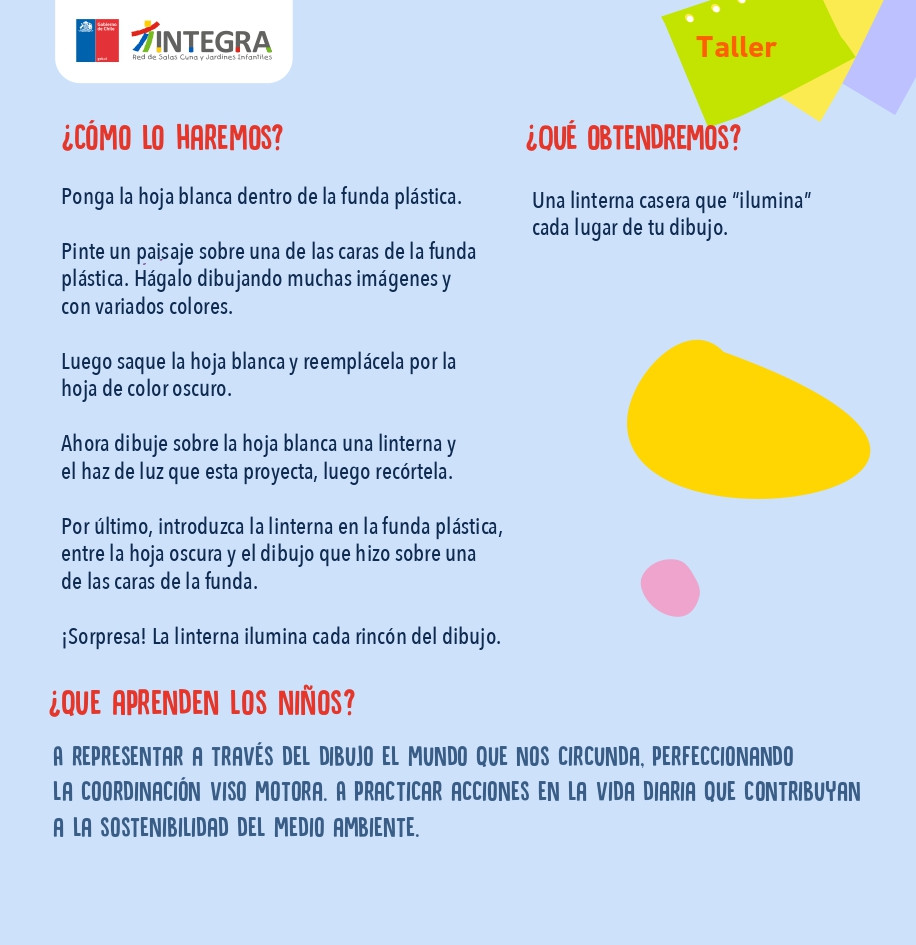 Gobierno
de Chile
INTEGRA
Red de Salas Cuna y Jardines Infantiles
Taller
¿CÓMO LO HAREMOS?
Ponga la hoja blanca dentro de la funda plástica.
Pinte un paisaje sobre una de las caras de la funda
plástica. Hágalo dibujando muchas imágenes y
con variados colores.
Luego saque la hoja blanca y reemplácela por la
hoja de color oscuro.
Ahora dibuje sobre la hoja blanca una linterna y
el haz de luz que esta proyecta, luego recórtela.
Por último, introduzca la linterna en la funda plástica,
entre la hoja oscura y el dibujo que hizo sobre una
de las caras de la funda.
¡Sorpresa! La linterna ilumina cada rincón del dibujo.
¿QUÉ OBTENDREMOS?
Una linterna casera que “ilumina”
cada lugar de tu dibujo.
¿QUE APRENDEN LOS NIÑOS?
A REPRESENTAR A TRAVÉS DEL DIBUJO EL MUNDO QUE NOS CIRCUNDA, PERFECCIONANDO
LA COORDINACIÓN VISO MOTORA. A PRACTICAR ACCIONES EN LA VIDA DIARIA QUE CONTRIBUYAN
A LA SOSTENIBILIDAD DEL MEDIO AMBIENTE.